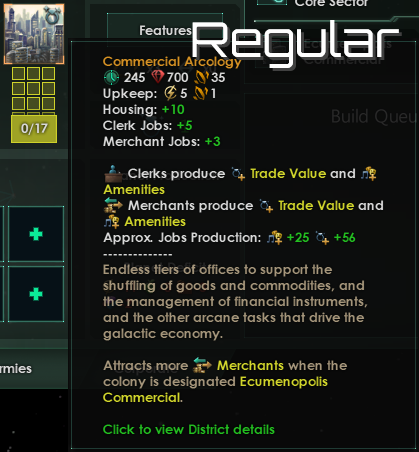 Core Sector
Features
Regular
Commercial Arcology
245 700 35
Upkeep: 5 1
Housing: +10
Clerk Jobs: +5
Merchant Jobs: +3
0/17
Build Queu
Clerks produce Trade Value and
Amenities
Merchants produce Trade Value and
Amenities
Approx. Jobs Production: +25 +56
--------------
Endless tiers of offices to support the
shuffling of goods and commodities, and
the management of financial instruments,
and the other arcane tasks that drive the
galactic economy.
rmies
Attracts more Merchants when the
colony is designated Ecumenopolis
Commercial.
Click to view District details